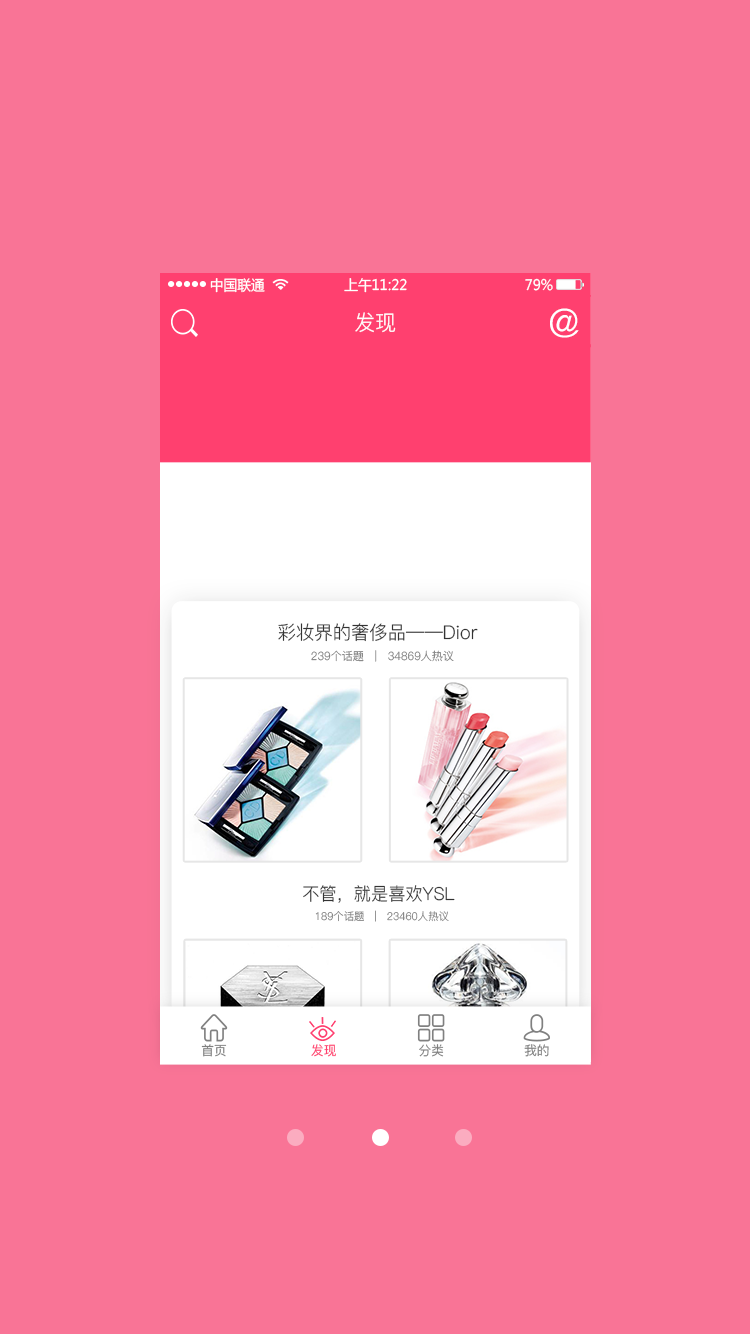 中国联通 上午11:22 79%
发现 @
彩妆界的奢侈品——Dior
239个话题 | 34869人热议
不管，就是喜欢YSL
189个话题 | 23460人热议
YSL
首页 发现 分类 我的